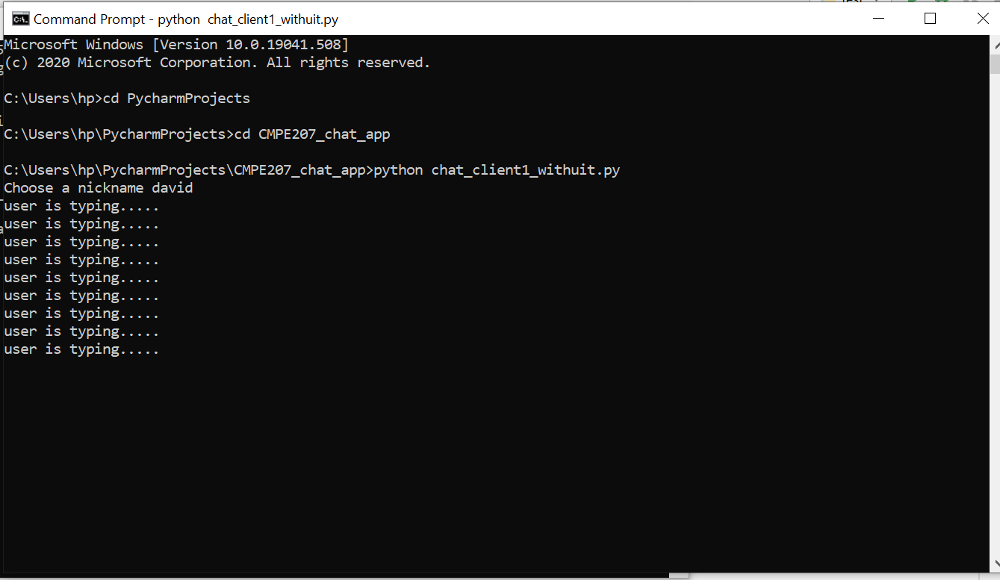 Command Prompt - python  chat_client1_withuit.py
Microsoft Windows [Version 10.0.19041.508]
(c) 2020 Microsoft Corporation. All rights reserved.
C:\Users\hp>cd PycharmProjects
C:\Users\hp\PycharmProjects>cd CMPE207_chat_app
C:\Users\hp\PycharmProjects\CMPE207_chat_app>python chat_client1_withuit.py
Choose a nickname david
user is typing.....
user is typing.....
user is typing.....
user is typing.....
user is typing.....
user is typing.....
user is typing.....
user is typing.....
user is typing.....